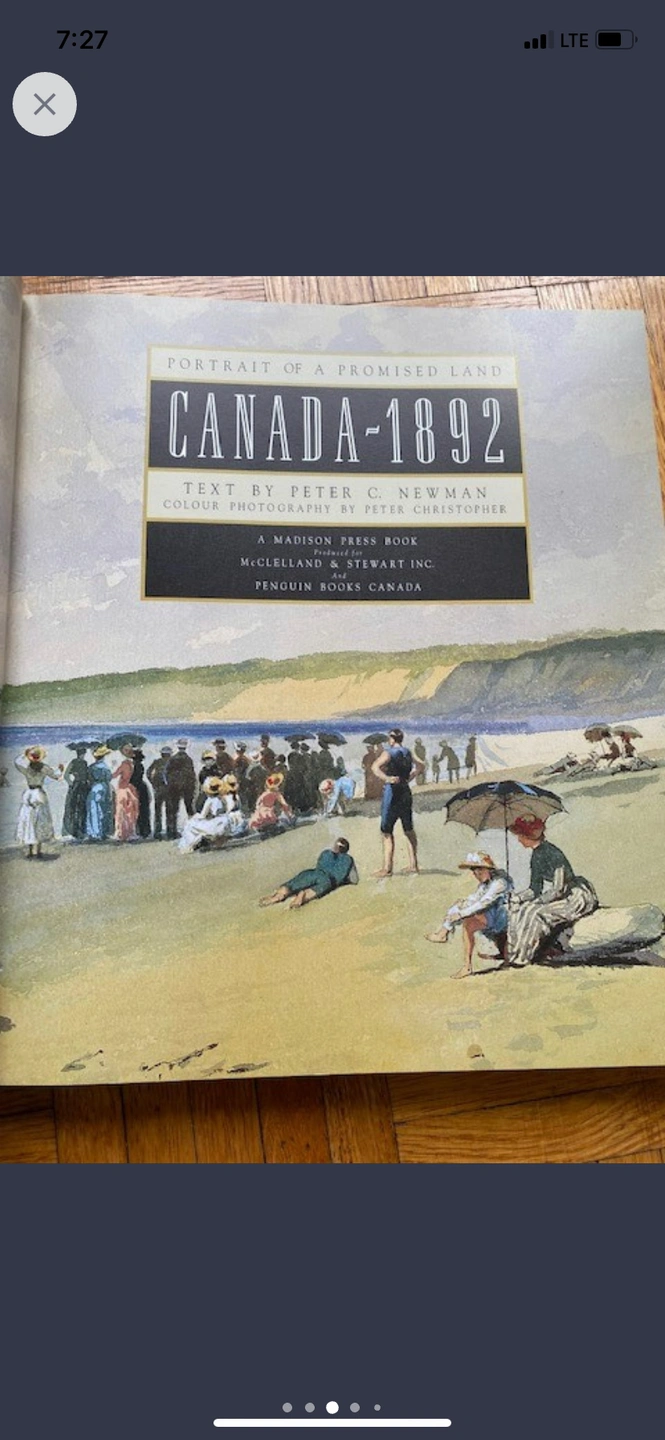 7:27
LTE
PORTRAIT OF A PROMISED LAND
CANADA-1892
TEXT BY PETER C. NEWMAN
COLOUR PHOTOGRAPHY BY PETER CHRISTOPHER
A MADISON PRESS BOOK
Produced for
McCLELLAND & STEWART INC.
And
PENGUIN BOOKS CANADA